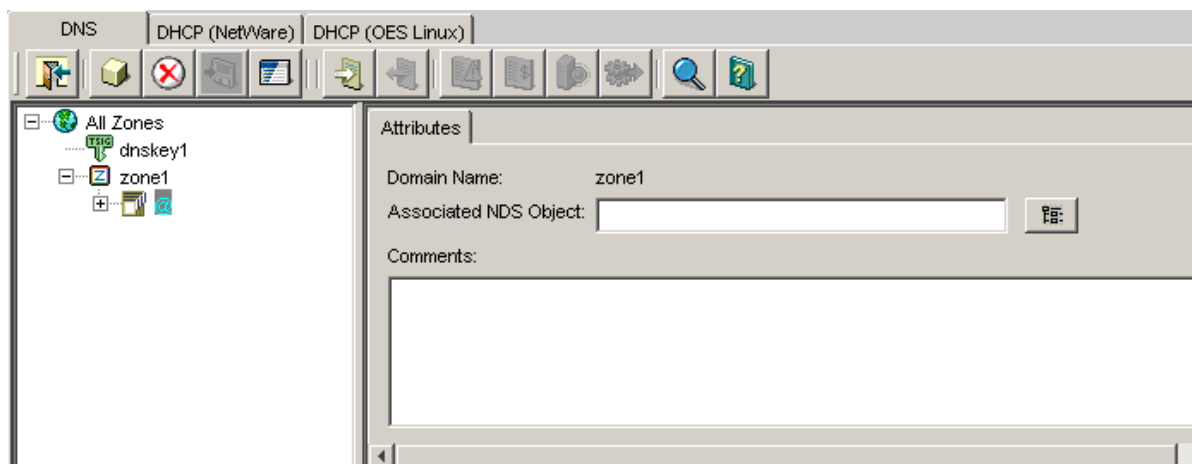 DNS
DHCP (NetWare)
DHCP (OES Linux)
All Zones
TSIG
dnskey1
Z zone1
@
Attributes
Domain Name: zone1
Associated NDS Object:
Comments: